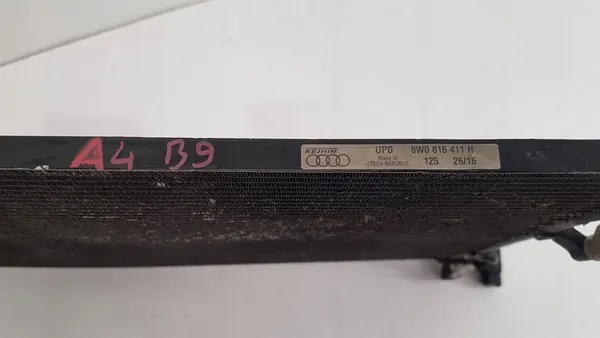 A4 B9
KEIHIN UPG 8W0 816 411 H
Made in
CZECH REPUBLIC 125 26/16